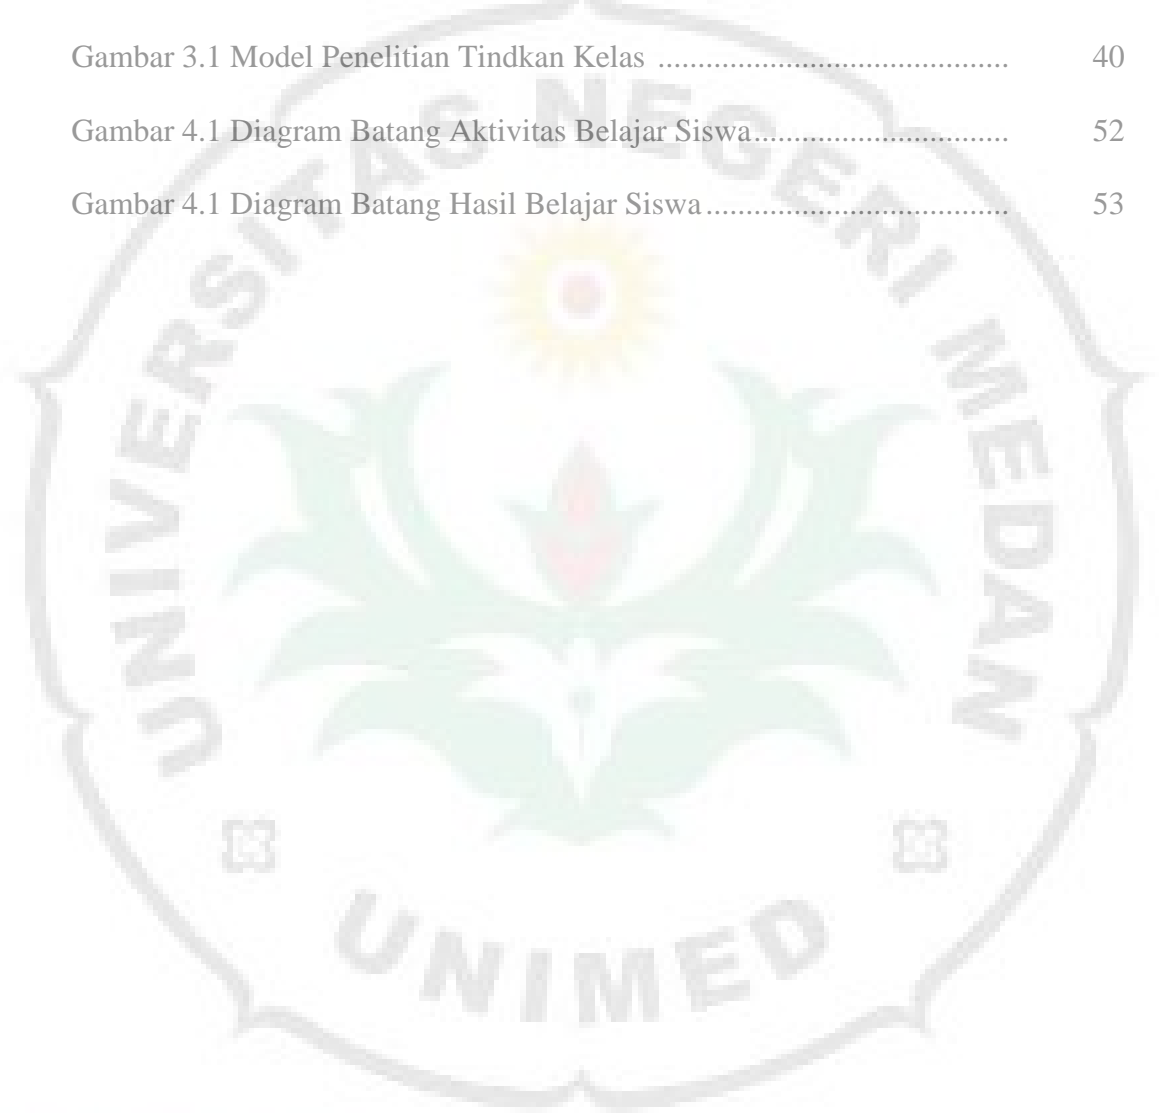 Gambar 3.1 Model Penelitian Tindkan Kelas ............................................ 40
Gambar 4.1 Diagram Batang Aktivitas Belajar Siswa................................ 52
Gambar 4.1 Diagram Batang Hasil Belajar Siswa ...................................... 53
UNIVERSITAS NEGERI MEDAN
UNIMED